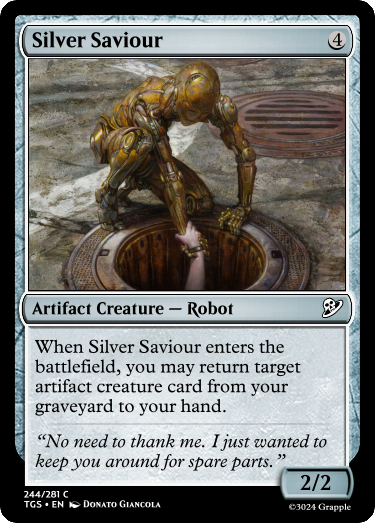 Silver Saviour 4
Artifact Creature — Robot
When Silver Saviour enters the
battlefield, you may return target
artifact creature card from your
graveyard to your hand.
“No need to thank me. I just wanted to
keep you around for spare parts.”
2/2
244/281 C
TGS • EN Donato Giancola
©3024 Grapple